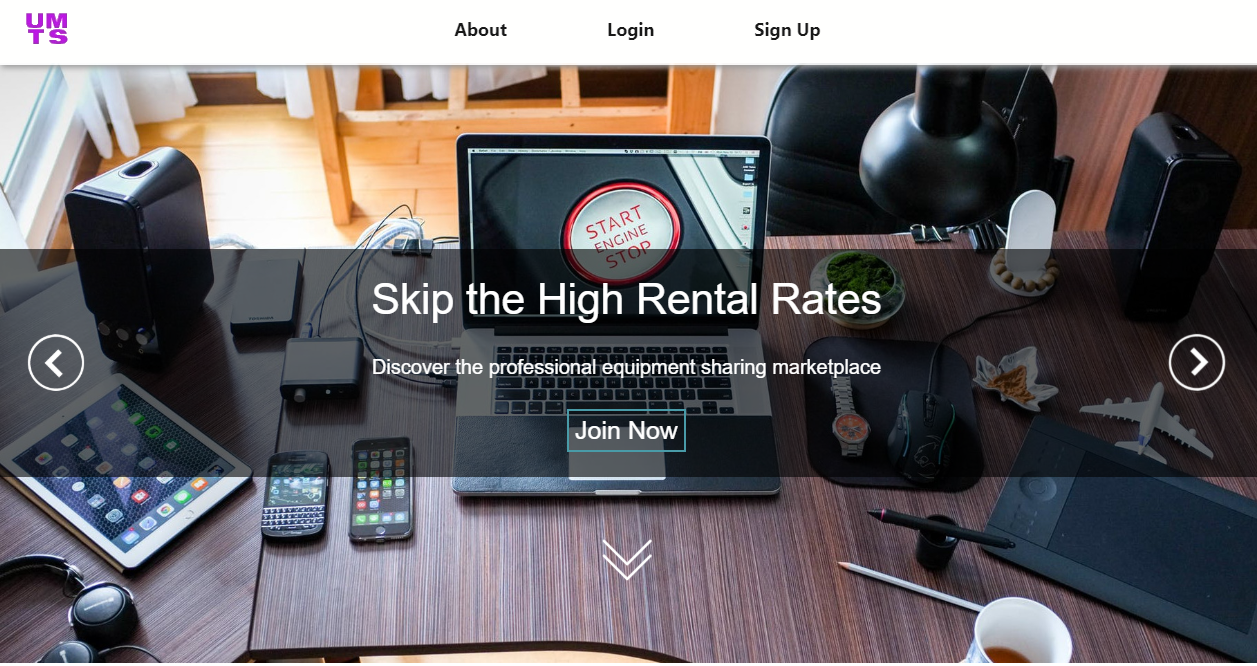 UM
TS
About
Login
Sign Up
START
ENGINE
STOP
Skip the High Rental Rates
Discover the professional equipment sharing marketplace
Join Now